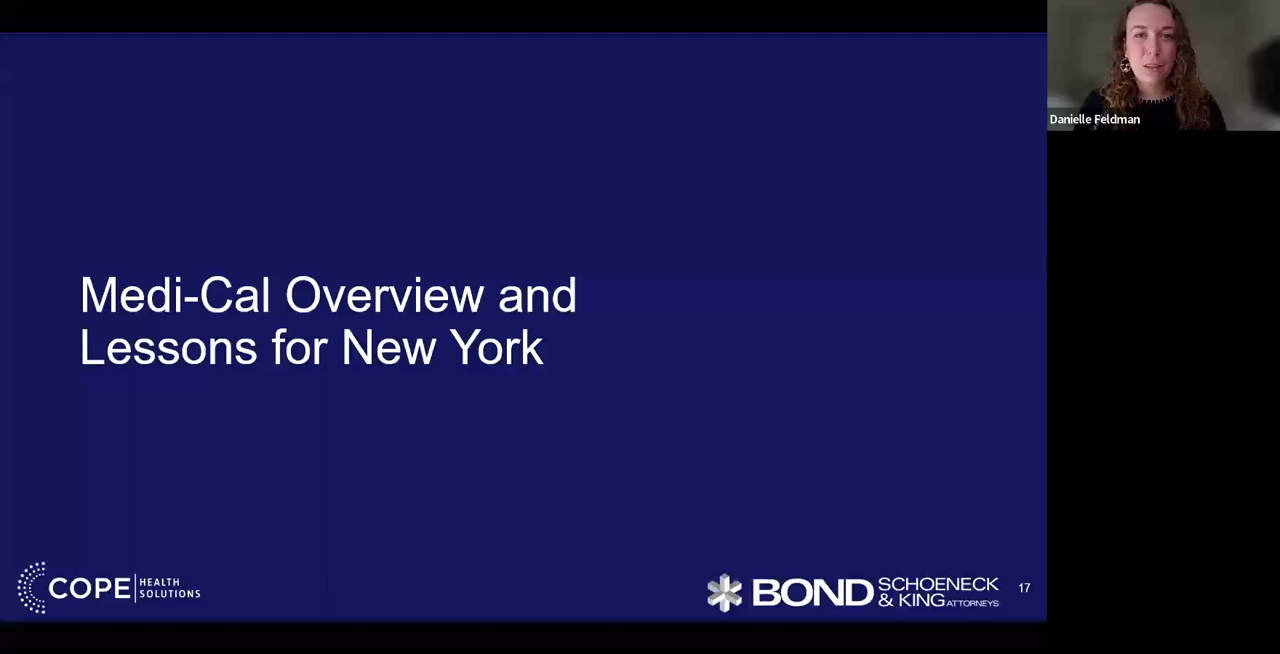 Danielle Feldman
Medi-Cal Overview and
Lessons for New York
COPE HEALTH SOLUTIONS
BOND SCHOENECK & KING ATTORNEYS
17